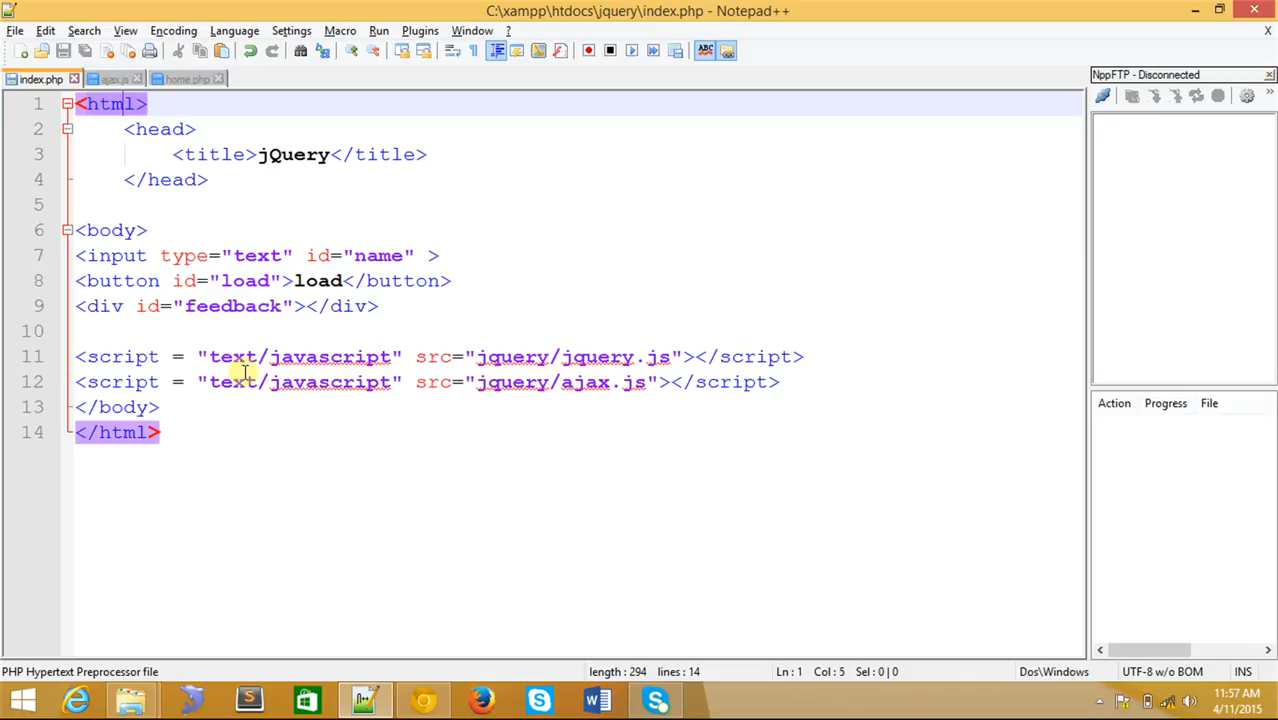 C:\xampp\htdocs\jquery\index.php - Notepad++
File Edit Search View Encoding Language Settings Macro Run Plugins Window ? X
index.php ajax.js home.php
NppFTP - Disconnected
1 <html>
2 <head>
3 <title>jQuery</title>
4 </head>
5
6 <body>
7 <input type="text" id="name" >
8 <button id="load">load</button>
9 <div id="feedback"></div>
10
11 <script = "text/javascript" src="jquery/jquery.js"></script>
12 <script = "text/javascript" src="jquery/ajax.js"></script>
13 </body>
14 </html>
Action Progress File
PHP Hypertext Preprocessor file length : 294 lines : 14 Ln : 1 Col : 5 Sel : 0 | 0 Dos\Windows UTF-8 w/o BOM INS
11:57 AM
4/11/2015